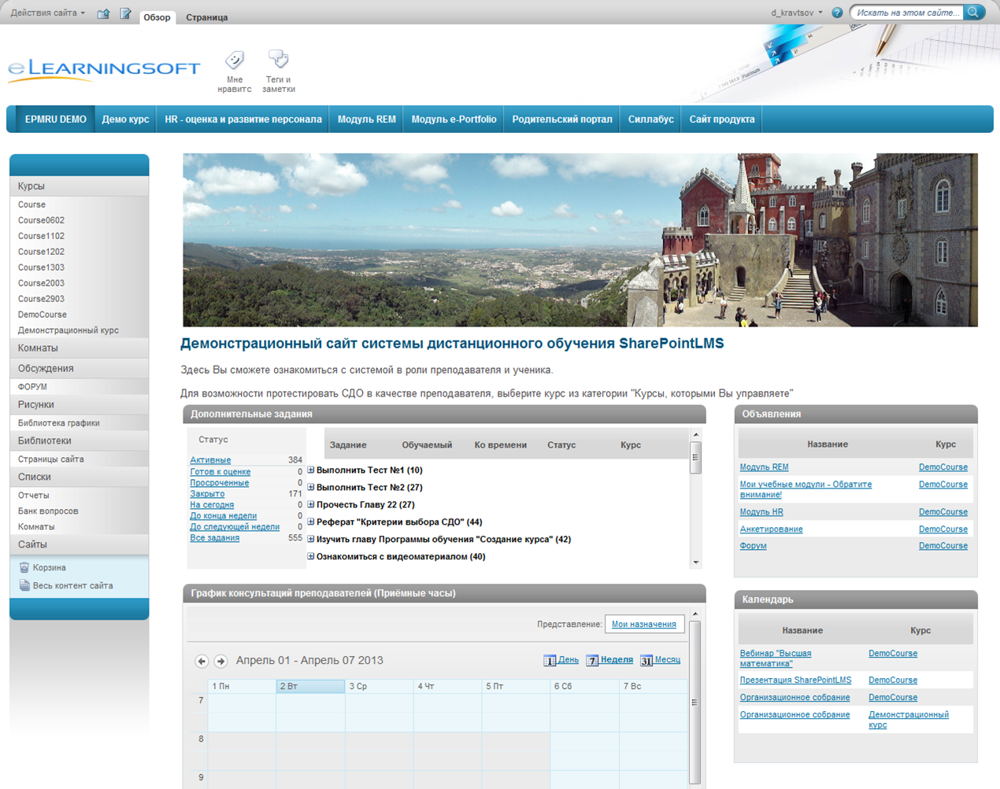 Действия сайта
Обзор
Страница
d_kravtsov
Искать на этом сайте...
eLearningsoft
Мне нравитс
Теги и заметки
EPMRU DEMO
Демо курс
HR - оценка и развитие персонала
Модуль REM
Модуль e-Portfolio
Родительский портал
Силлабус
Сайт продукта
Курсы
Course
Course0602
Course1102
Course1202
Course1303
Course2003
Course2903
DemoCourse
Демонстрационный курс
Комнаты
Обсуждения
ФОРУМ
Рисунки
Библиотека графики
Библиотеки
Страницы сайта
Списки
Отчеты
Банк вопросов
Комнаты
Сайты
Корзина
Весь контент сайта
Демонстрационный сайт системы дистанционного обучения SharePointLMS
Здесь Вы сможете ознакомиться с системой в роли преподавателя и ученика.
Для возможности протестировать СДО в качестве преподавателя, выберите курс из категории "Курсы, которыми Вы управляете"
Дополнительные задания
Статус
Активные 384
Готов к оценке 0
Просроченные 0
Закрыто 171
На сегодня 0
До конца недели 0
До следующей недели 0
Все задания 555
Задание Обучаемый Ко времени Статус Курс
Выполнить Тест №1 (10)
Выполнить Тест №2 (27)
Прочесть Главу 22 (27)
Реферат "Критерии выбора СДО" (44)
Изучить главу Программы обучения "Создание курса" (42)
Ознакомиться с видеоматериалом (40)
График консультаций преподавателей (Приёмные часы)
Представление: Мои назначения
Апрель 01 - Апрель 07 2013
1 День
7 Неделя
31 Месяц
1 Пн 2 Вт 3 Ср 4 Чт 5 Пт 6 Сб 7 Вс
7
8
9
Объявления
Название Курс
Модуль REM DemoCourse
Мои учебные модули - Обратите DemoCourse
внимание!
Модуль HR DemoCourse
Анкетирование DemoCourse
Форум DemoCourse
Календарь
Название Курс
Вебинар "Высшая DemoCourse
математика"
Презентация SharePointLMS DemoCourse
Организационное собрание DemoCourse
Организационное собрание Демонстрационный
курс